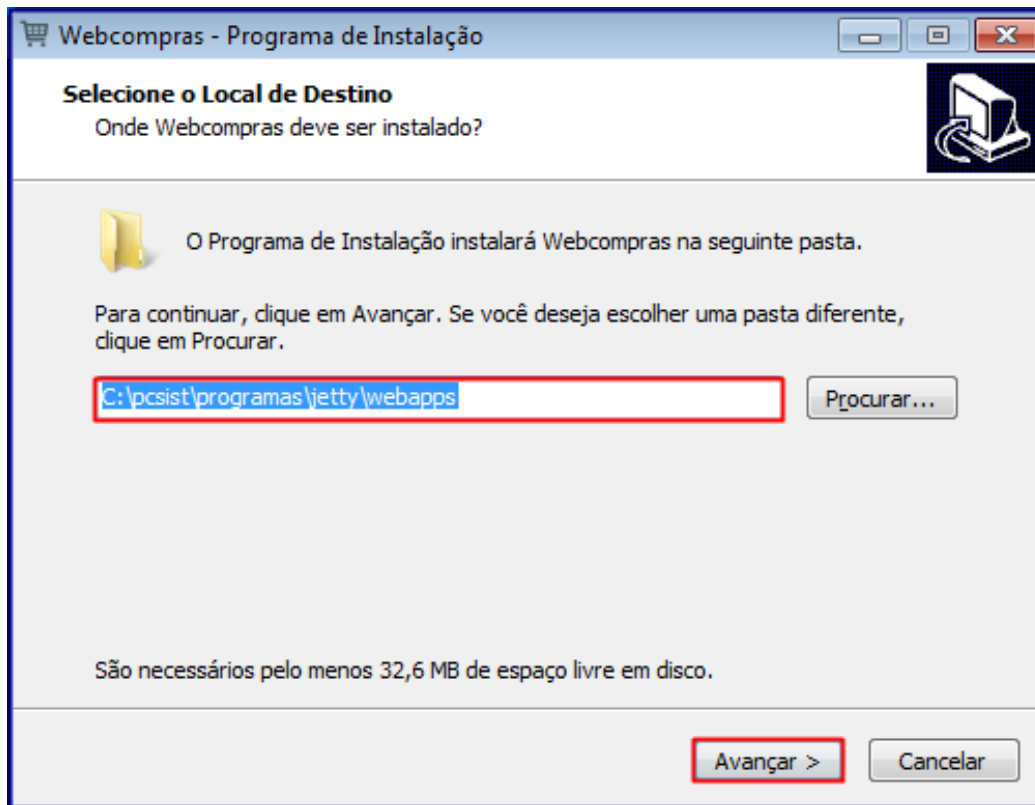 Webcompras - Programa de Instalação
Selecione o Local de Destino
Onde Webcompras deve ser instalado?
O Programa de Instalação instalará Webcompras na seguinte pasta.
Para continuar, clique em Avançar. Se você deseja escolher uma pasta diferente,
clique em Procurar.
C:\pcsist\programas\jetty\webapps
Procurar...
São necessários pelo menos 32,6 MB de espaço livre em disco.
Avançar >
Cancelar